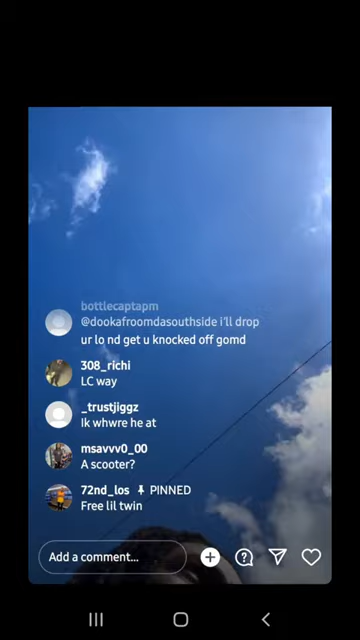 bottlecaptapm
@dookafroomdasouthside i'll drop
ur lo nd get u knocked off gomd
308_richi
LC way
_trustjiggz
Ik whwre he at
msavvv0_00
A scooter?
72nd_los PINNED
Free lil twin
Add a comment...